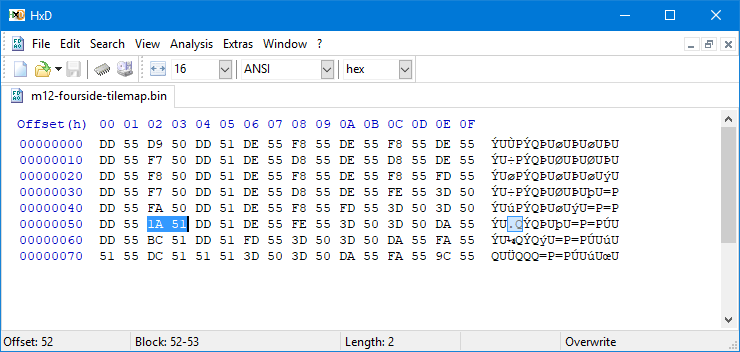 HxD
File Edit Search View Analysis Extras Window ?
16 ANSI hex
m12-fourside-tilemap.bin
Offset(h) 00 01 02 03 04 05 06 07 08 09 0A 0B 0C 0D 0E 0F
00000000 DD 55 D9 50 DD 51 DE 55 F8 55 DE 55 F8 55 DE 55 ÝUÙPÝQÞUøUÞUøUÞU
00000010 DD 55 F7 50 DD 51 DE 55 D8 55 DE 55 D8 55 DE 55 ÝU÷PÝQÞUØUÞUØUÞU
00000020 DD 55 F8 50 DD 51 DE 55 F8 55 DE 55 F8 55 FD 55 ÝUøPÝQÞUøUÞUøUýU
00000030 DD 55 F7 50 DD 51 DE 55 D8 55 DE 55 FE 55 3D 50 ÝU÷PÝQÞUØUÞUþU=P
00000040 DD 55 FA 50 DD 51 DE 55 F8 55 FD 55 3D 50 3D 50 ÝUúPÝQÞUøUýU=P=P
00000050 DD 55 1A 51 DD 51 DE 55 FE 55 3D 50 3D 50 DA 55 ÝU.QÝQÞUþU=P=PÚU
00000060 DD 55 BC 51 DD 51 FD 55 3D 50 3D 50 DA 55 FA 55 ÝU¼QÝQýU=P=PÚUúU
00000070 51 55 DC 51 51 51 3D 50 3D 50 DA 55 FA 55 9C 55 QUÜQQQ=P=PÚUúUœU
Offset: 52 Block: 52-53 Length: 2 Overwrite